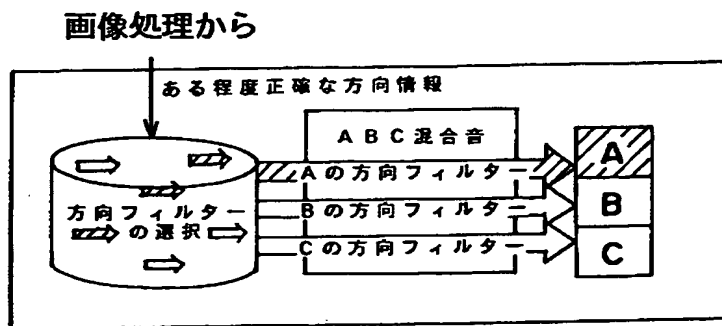 画像処理から
ある程度正確な方向情報
ABC混合音
Aの方向フィルター
Bの方向フィルター
Cの方向フィルター
方向フィルター
の選択
A
B
C